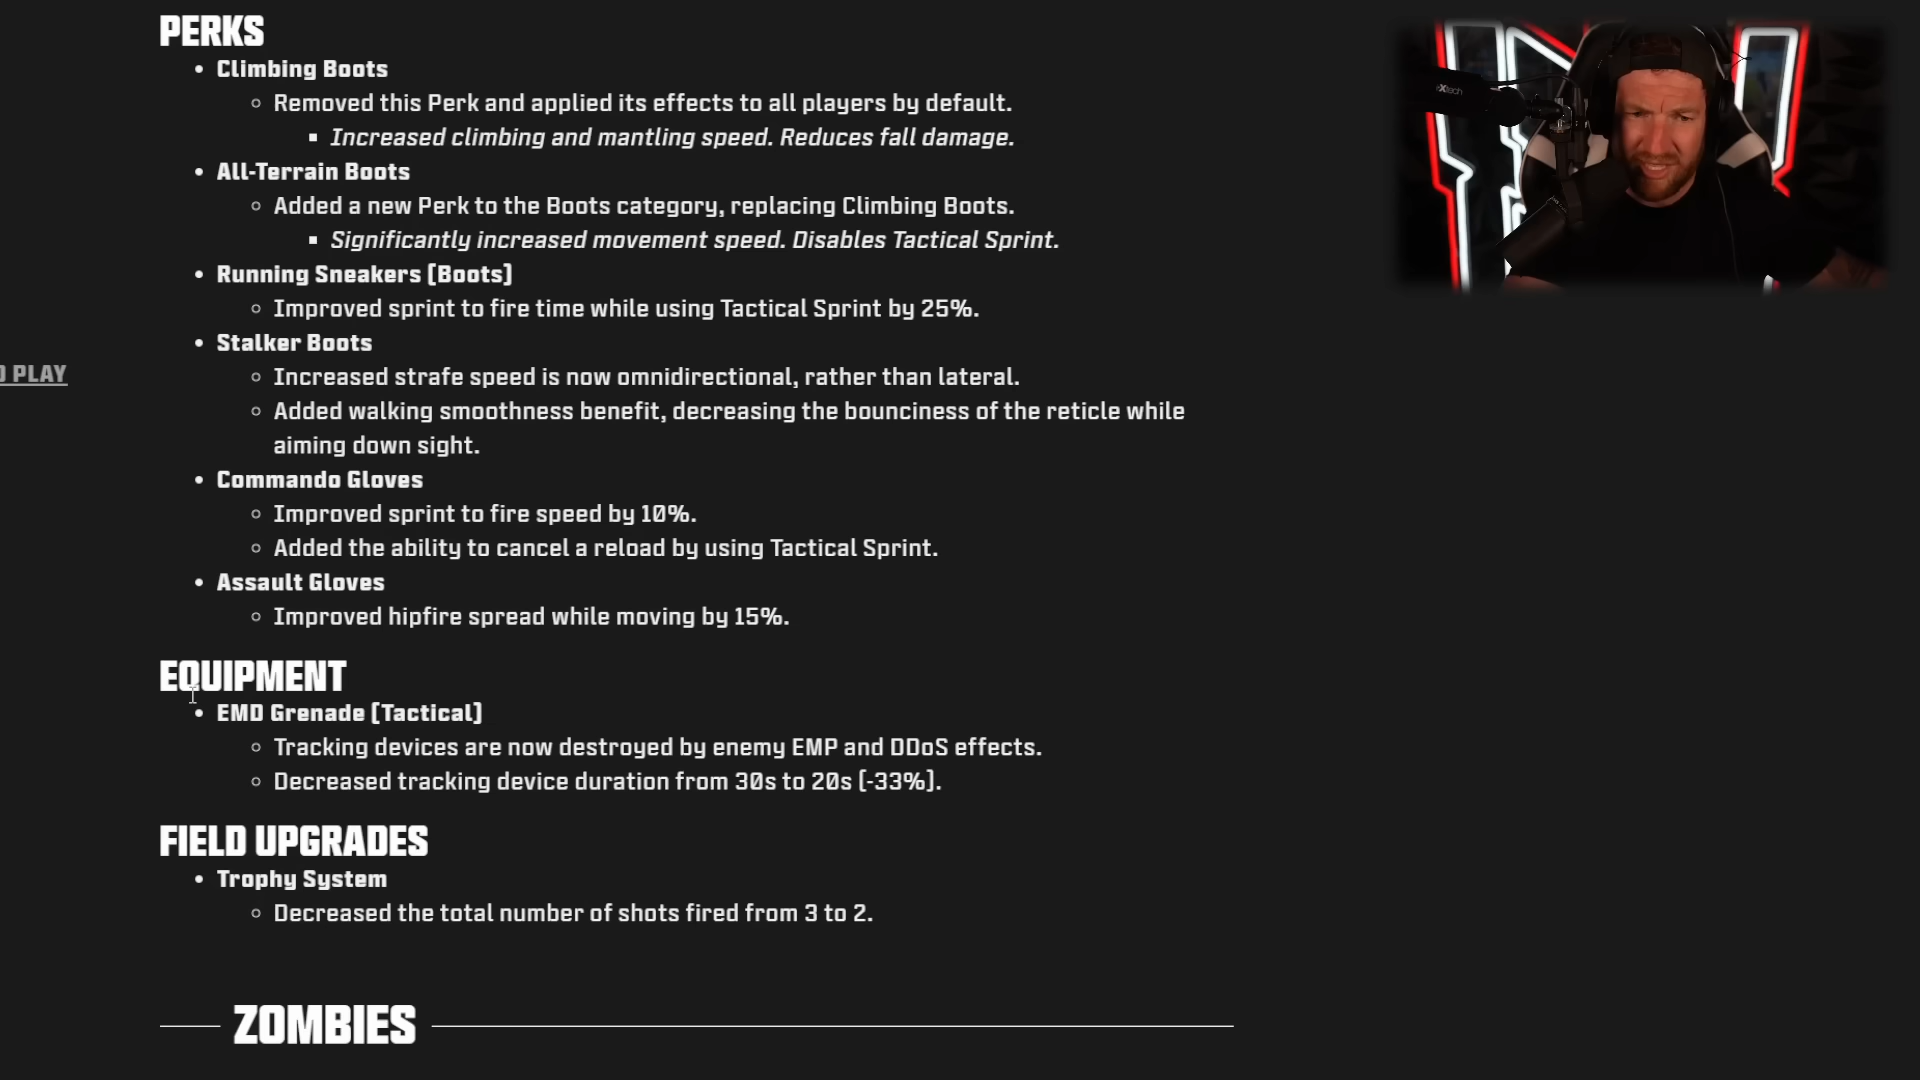 PERKS
• Climbing Boots
◦ Removed this Perk and applied its effects to all players by default.
▪ Increased climbing and mantling speed. Reduces fall damage.
• All-Terrain Boots
◦ Added a new Perk to the Boots category, replacing Climbing Boots.
▪ Significantly increased movement speed. Disables Tactical Sprint.
• Running Sneakers [Boots]
◦ Improved sprint to fire time while using Tactical Sprint by 25%.
• Stalker Boots
PLAY
◦ Increased strafe speed is now omnidirectional, rather than lateral.
◦ Added walking smoothness benefit, decreasing the bounciness of the reticle while
aiming down sight.
• Commando Gloves
◦ Improved sprint to fire speed by 10%.
◦ Added the ability to cancel a reload by using Tactical Sprint.
• Assault Gloves
◦ Improved hipfire spread while moving by 15%.
EQUIPMENT
• EMD Grenade [Tactical]
◦ Tracking devices are now destroyed by enemy EMP and DDoS effects.
◦ Decreased tracking device duration from 30s to 20s [-33%].
FIELD UPGRADES
• Trophy System
◦ Decreased the total number of shots fired from 3 to 2.
ZOMBIES